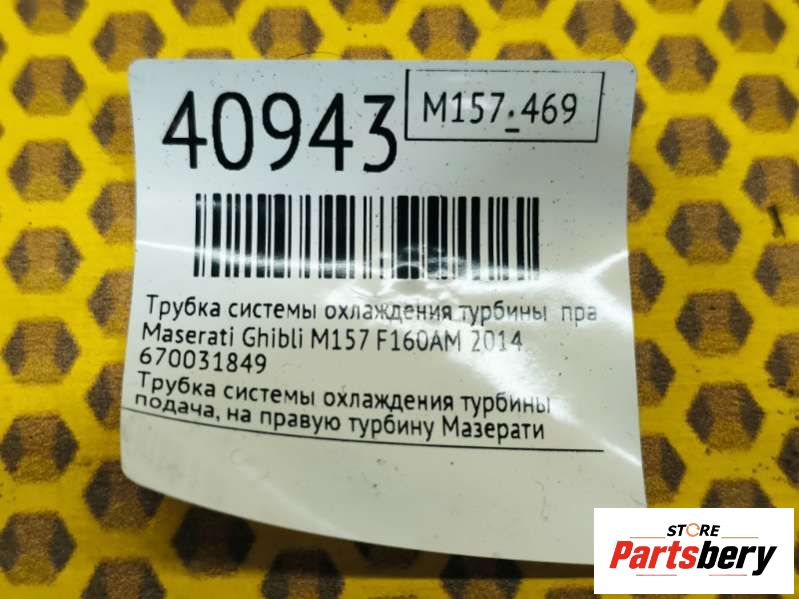 40943
M157.-469
Трубка системы охлаждения турбины пра
Maserati Ghibli M157 F160AM 2014
670031849
Трубка системы охлаждения турбины
подача, на правую турбину Мазерати
STORE
Partsbery